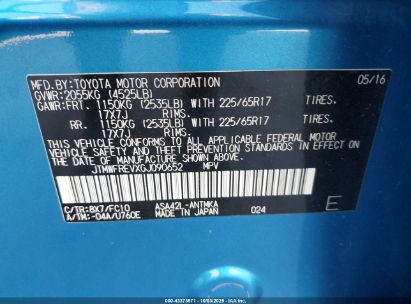 MFD. BY: TOYOTA MOTOR CORPORATION 05/16
GVWR: 2055KG (4525LB)
GAWR: FRT. 1150KG (2535LB) WITH 225/65R17 TIRES.
17X7J RIMS.
RR. 1150KG (2535LB) WITH 225/65R17 TIRES.
17X7J RIMS.
THIS VEHICLE CONFORMS TO ALL APPLICABLE FEDERAL MOTOR
VEHICLE SAFETY AND THEFT PREVENTION STANDARDS IN
EFFECT ON THE DATE OF MANUFACTURE SHOWN ABOVE.
JTMWFREVXGJ090652 MPV
C/TR: 8X7/FC10 ASA42L-ANTMKA
A/TM: -04A/U760E MADE IN JAPAN 024 E